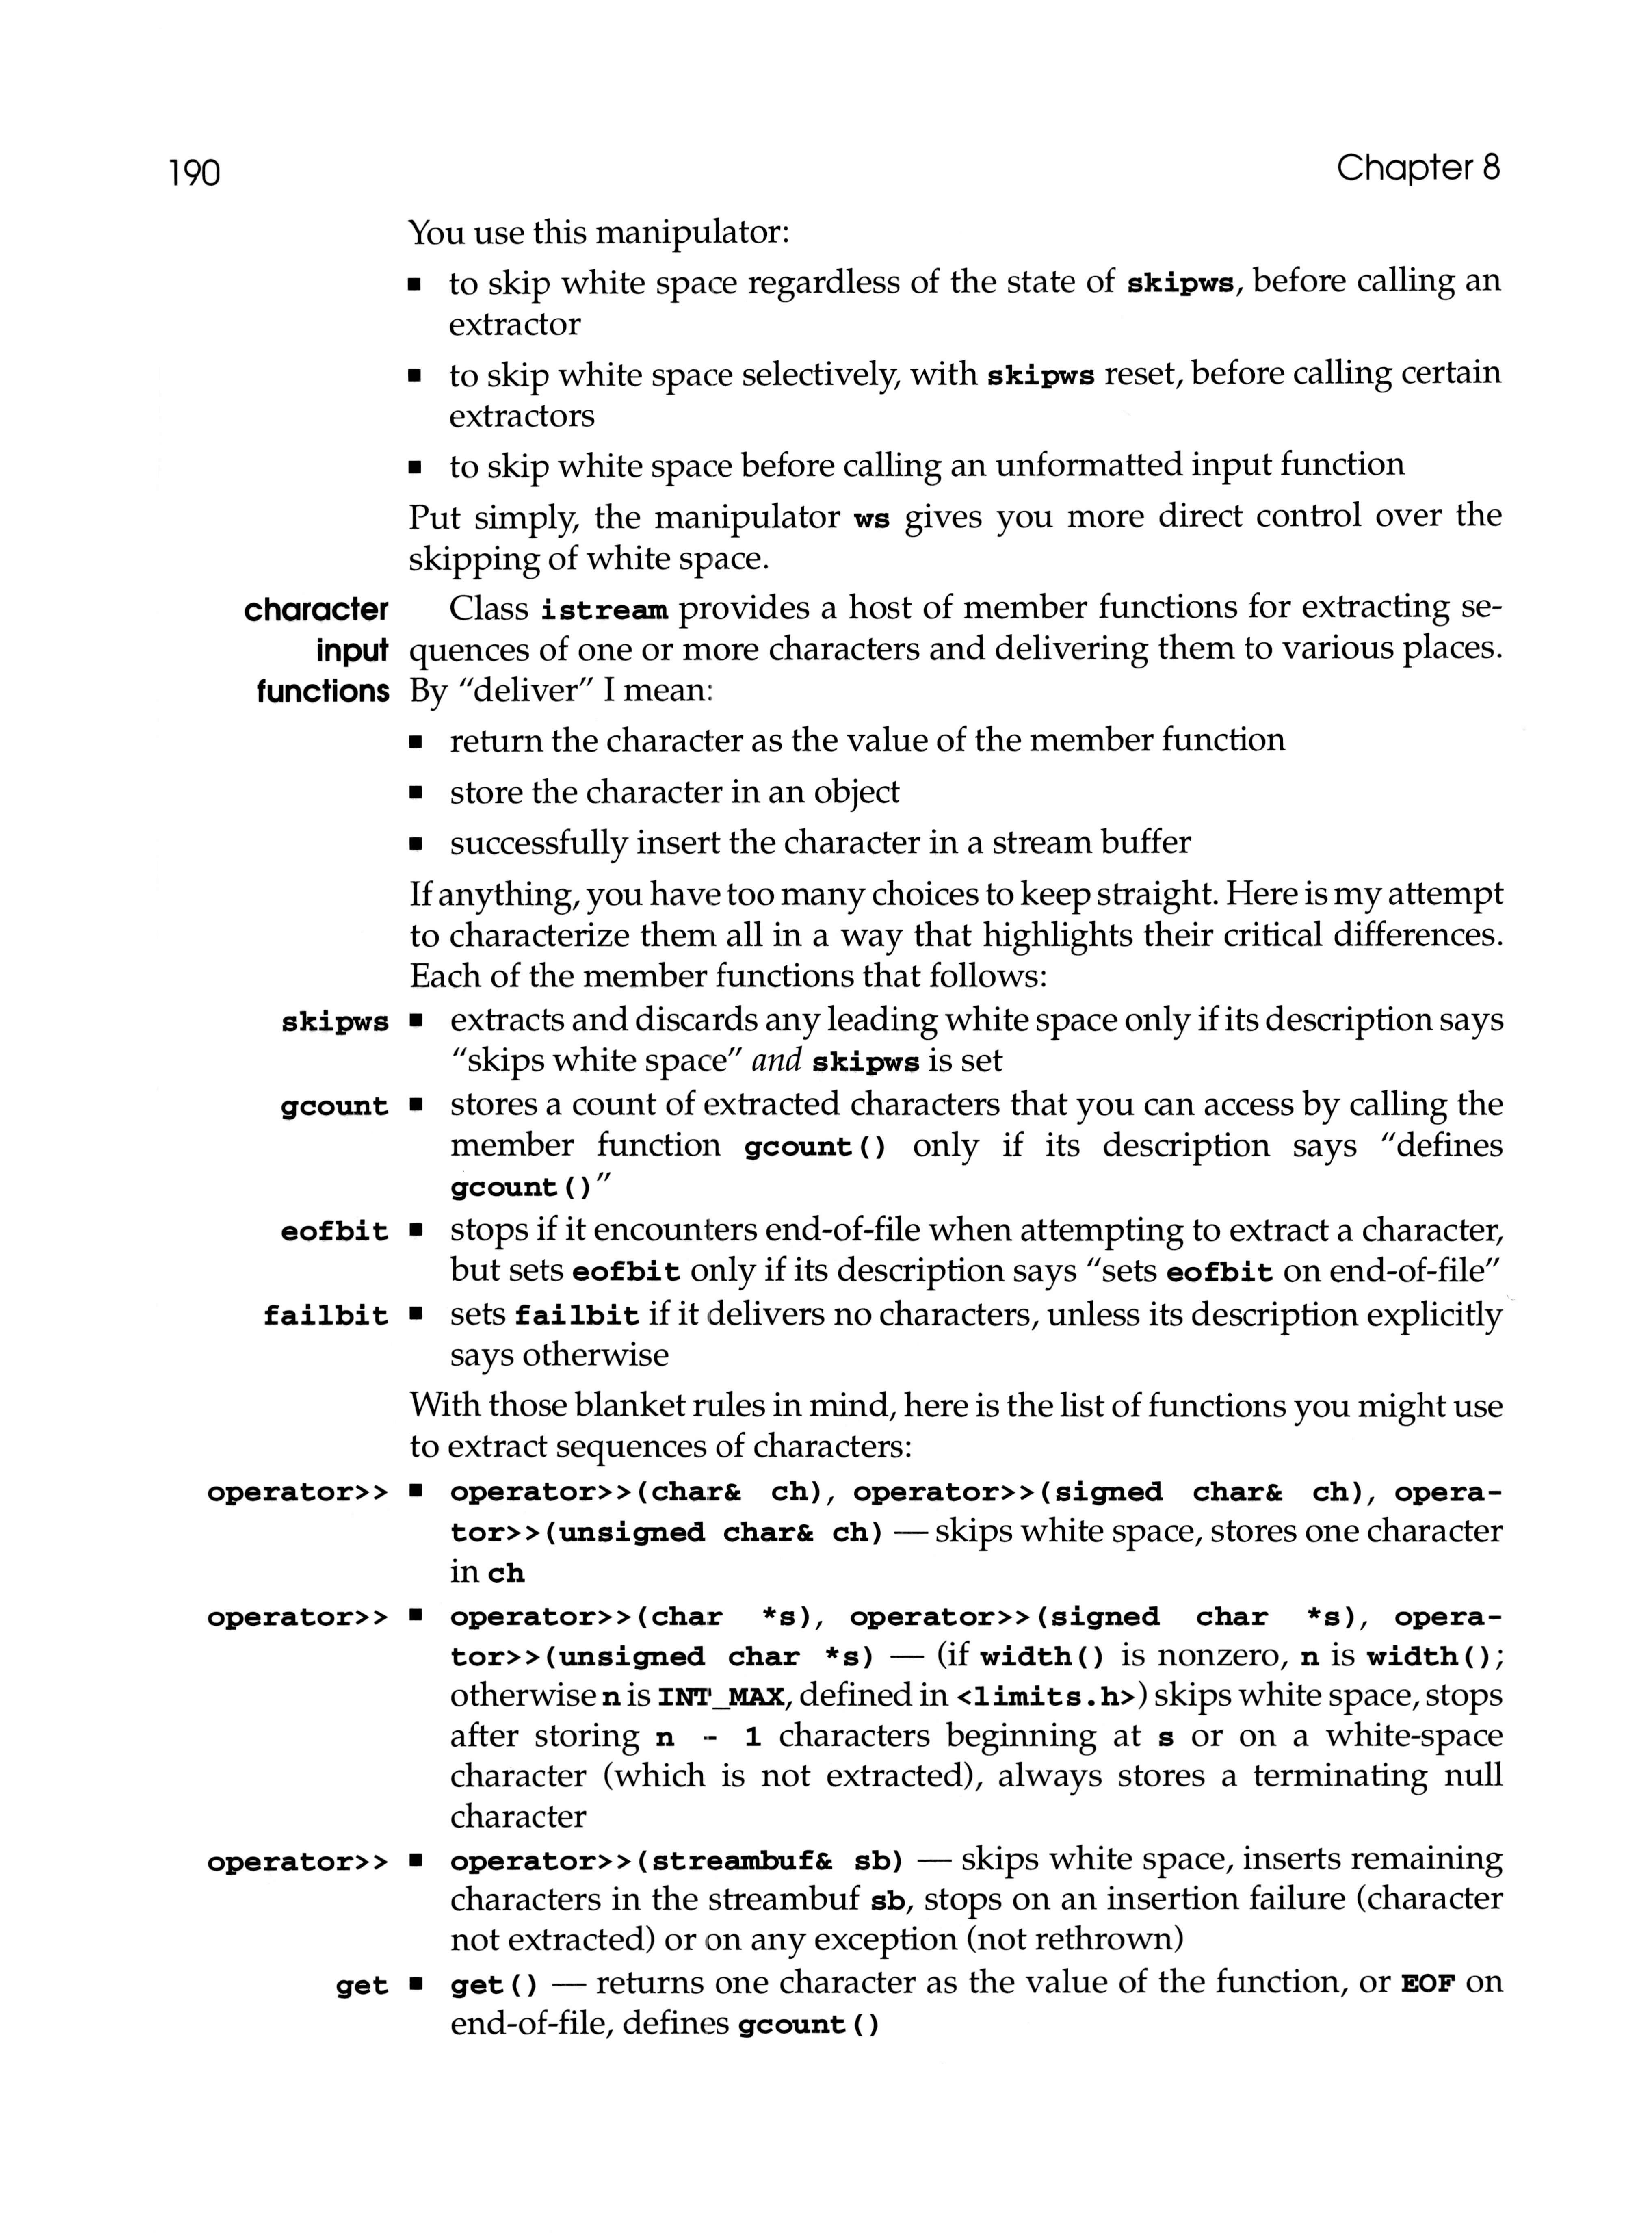 190
Chapter 8
You use this manipulator:
■ to skip white space regardless of the state of skipws, before calling an
extractor
■ to skip white space selectively, with skipws reset, before calling certain
extractors
■ to skip white space before calling an unformatted input function
Put simply, the manipulator ws gives you more direct control over the
skipping of white space.
character Class istream provides a host of member functions for extracting se-
input quences of one or more characters and delivering them to various places.
functions By “deliver” I mean:
■ return the character as the value of the member function
■ store the character in an object
■ successfully insert the character in a stream buffer
If anything, you have too many choices to keep straight. Here is my attempt
to characterize them all in a way that highlights their critical differences.
Each of the member functions that follows:
skipws ■ extracts and discards any leading white space only if its description says
“skips white space” and skipws is set
gcount ■ stores a count of extracted characters that you can access by calling the
member function gcount() only if its description says “defines
gcount()”
eofbit ■ stops if it encounters end-of-file when attempting to extract a character,
but sets eofbit only if its description says “sets eofbit on end-of-file”
failbit ■ sets failbit if it delivers no characters, unless its description explicitly
says otherwise
With those blanket rules in mind, here is the list of functions you might use
to extract sequences of characters:
operator>> ■ operator>>(char& ch), operator>>(signed char& ch), opera-
tor>>(unsigned char& ch) — skips white space, stores one character
in ch
operator>> ■ operator>>(char *s), operator>>(signed char *s), opera-
tor>>(unsigned char *s) — (if width() is nonzero, n is width();
otherwise n is INT_MAX, defined in <limits.h>) skips white space, stops
after storing n - 1 characters beginning at s or on a white-space
character (which is not extracted), always stores a terminating null
character
operator>> ■ operator>>(streambuf& sb) — skips white space, inserts remaining
characters in the streambuf sb, stops on an insertion failure (character
not extracted) or on any exception (not rethrown)
get ■ get() — returns one character as the value of the function, or EOF on
end-of-file, defines gcount()